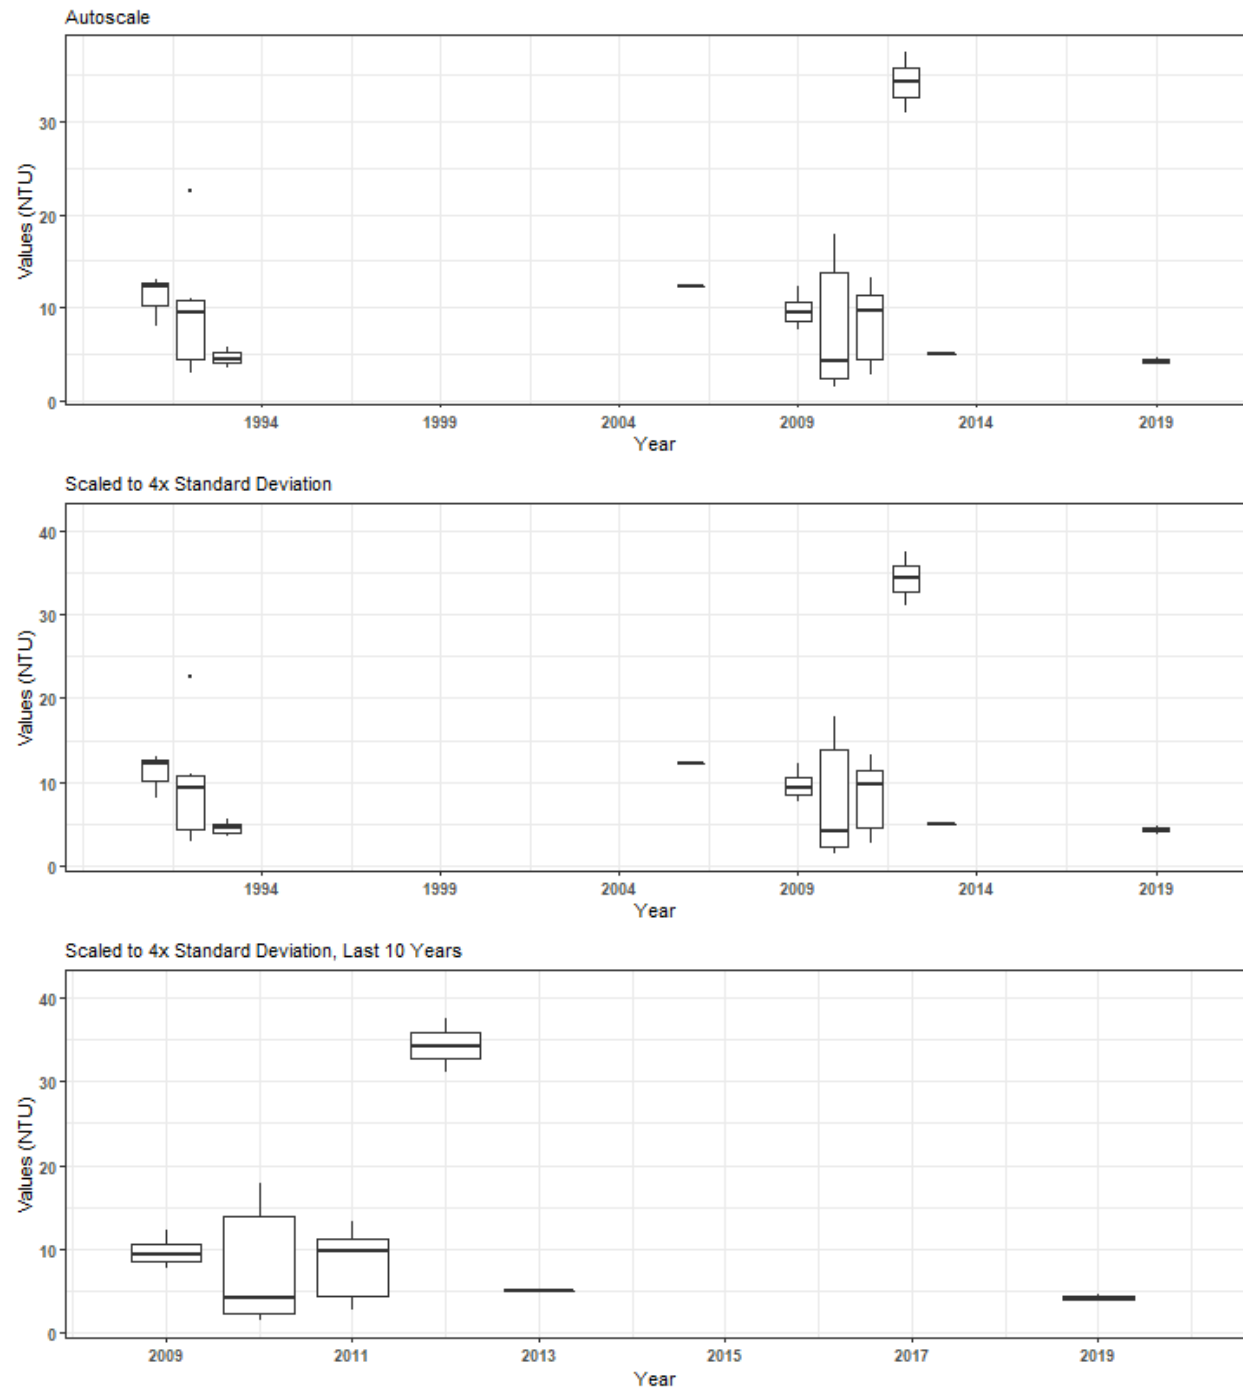 Autoscale
Values (NTU)
30
20
10
0
1994 1999 2004 2009 2014 2019
Year
Scaled to 4x Standard Deviation
Values (NTU)
40
30
20
10
0
1994 1999 2004 2009 2014 2019
Year
Scaled to 4x Standard Deviation, Last 10 Years
Values (NTU)
40
30
20
10
0
2009 2011 2013 2015 2017 2019
Year